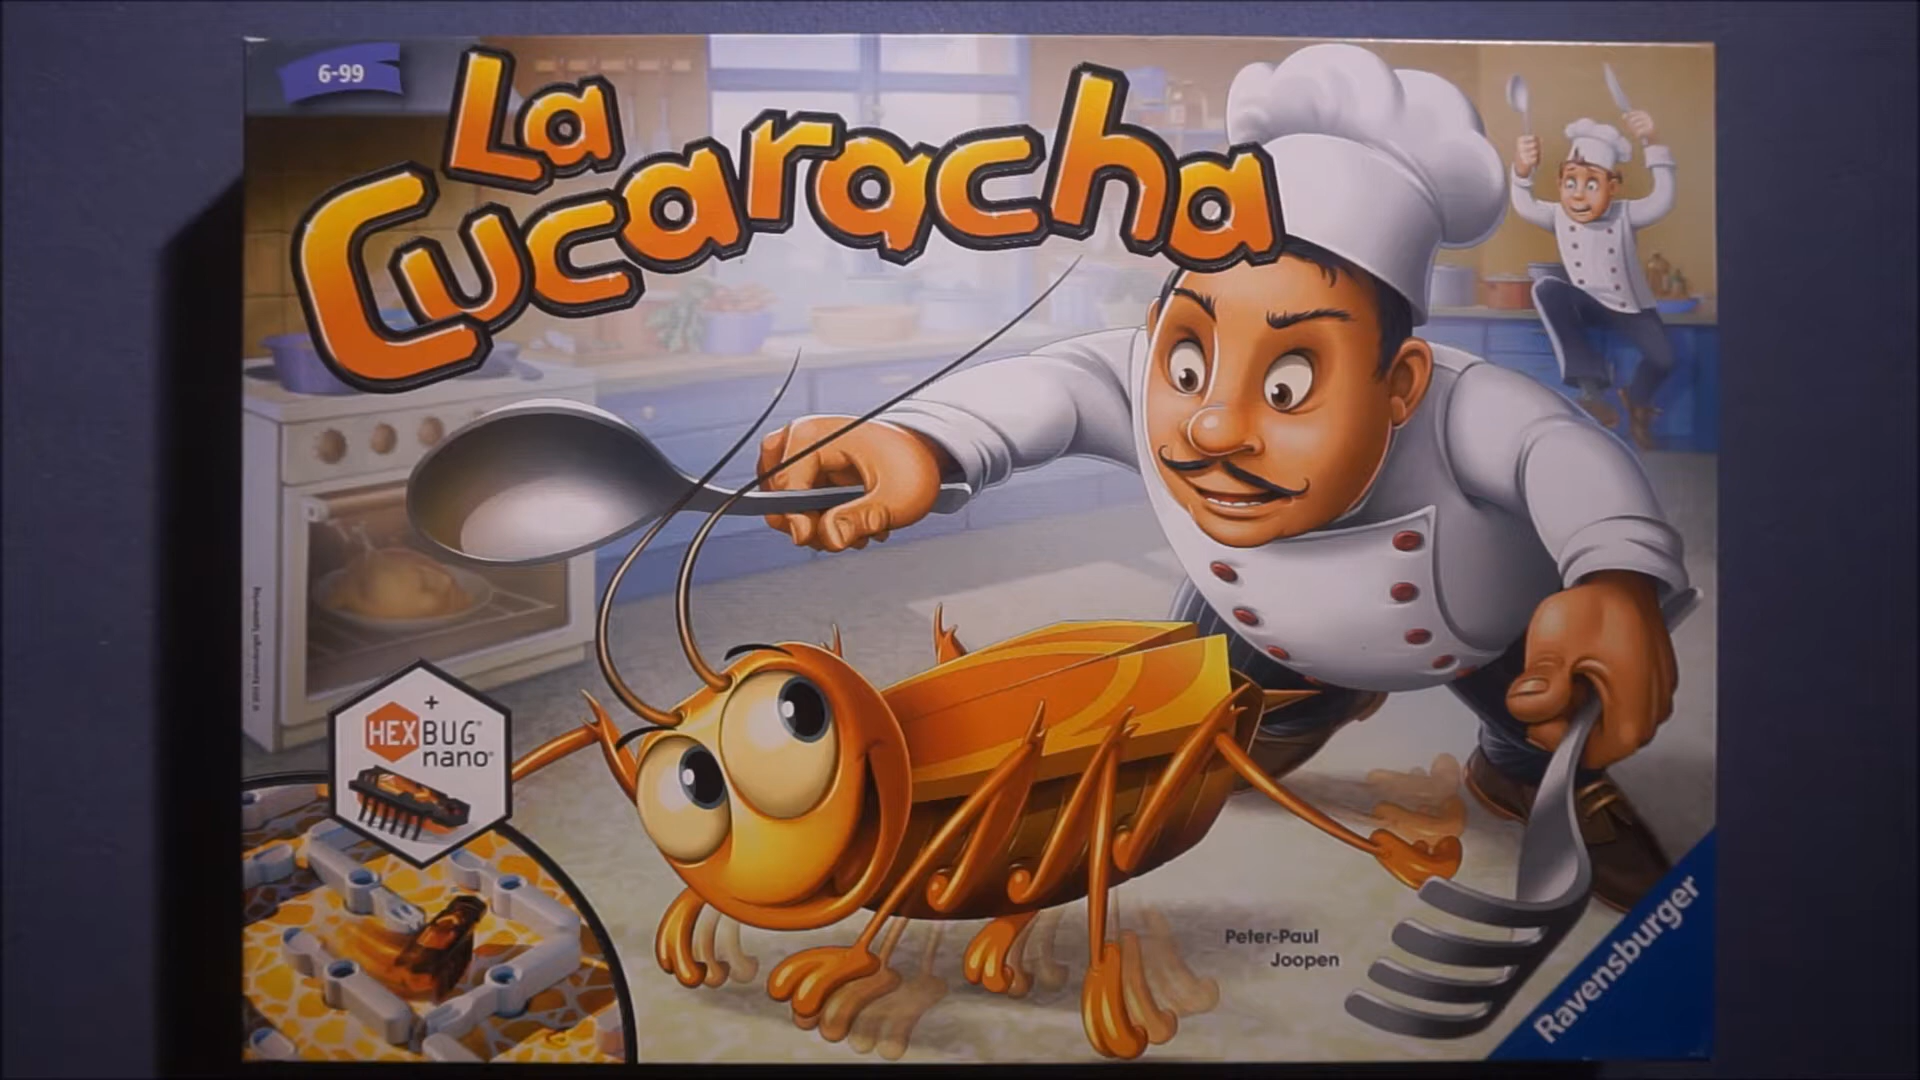 6-99
La
Cucaracha
+
HEXBUG®
nano®
Peter-Paul
Joopen
Ravensburger